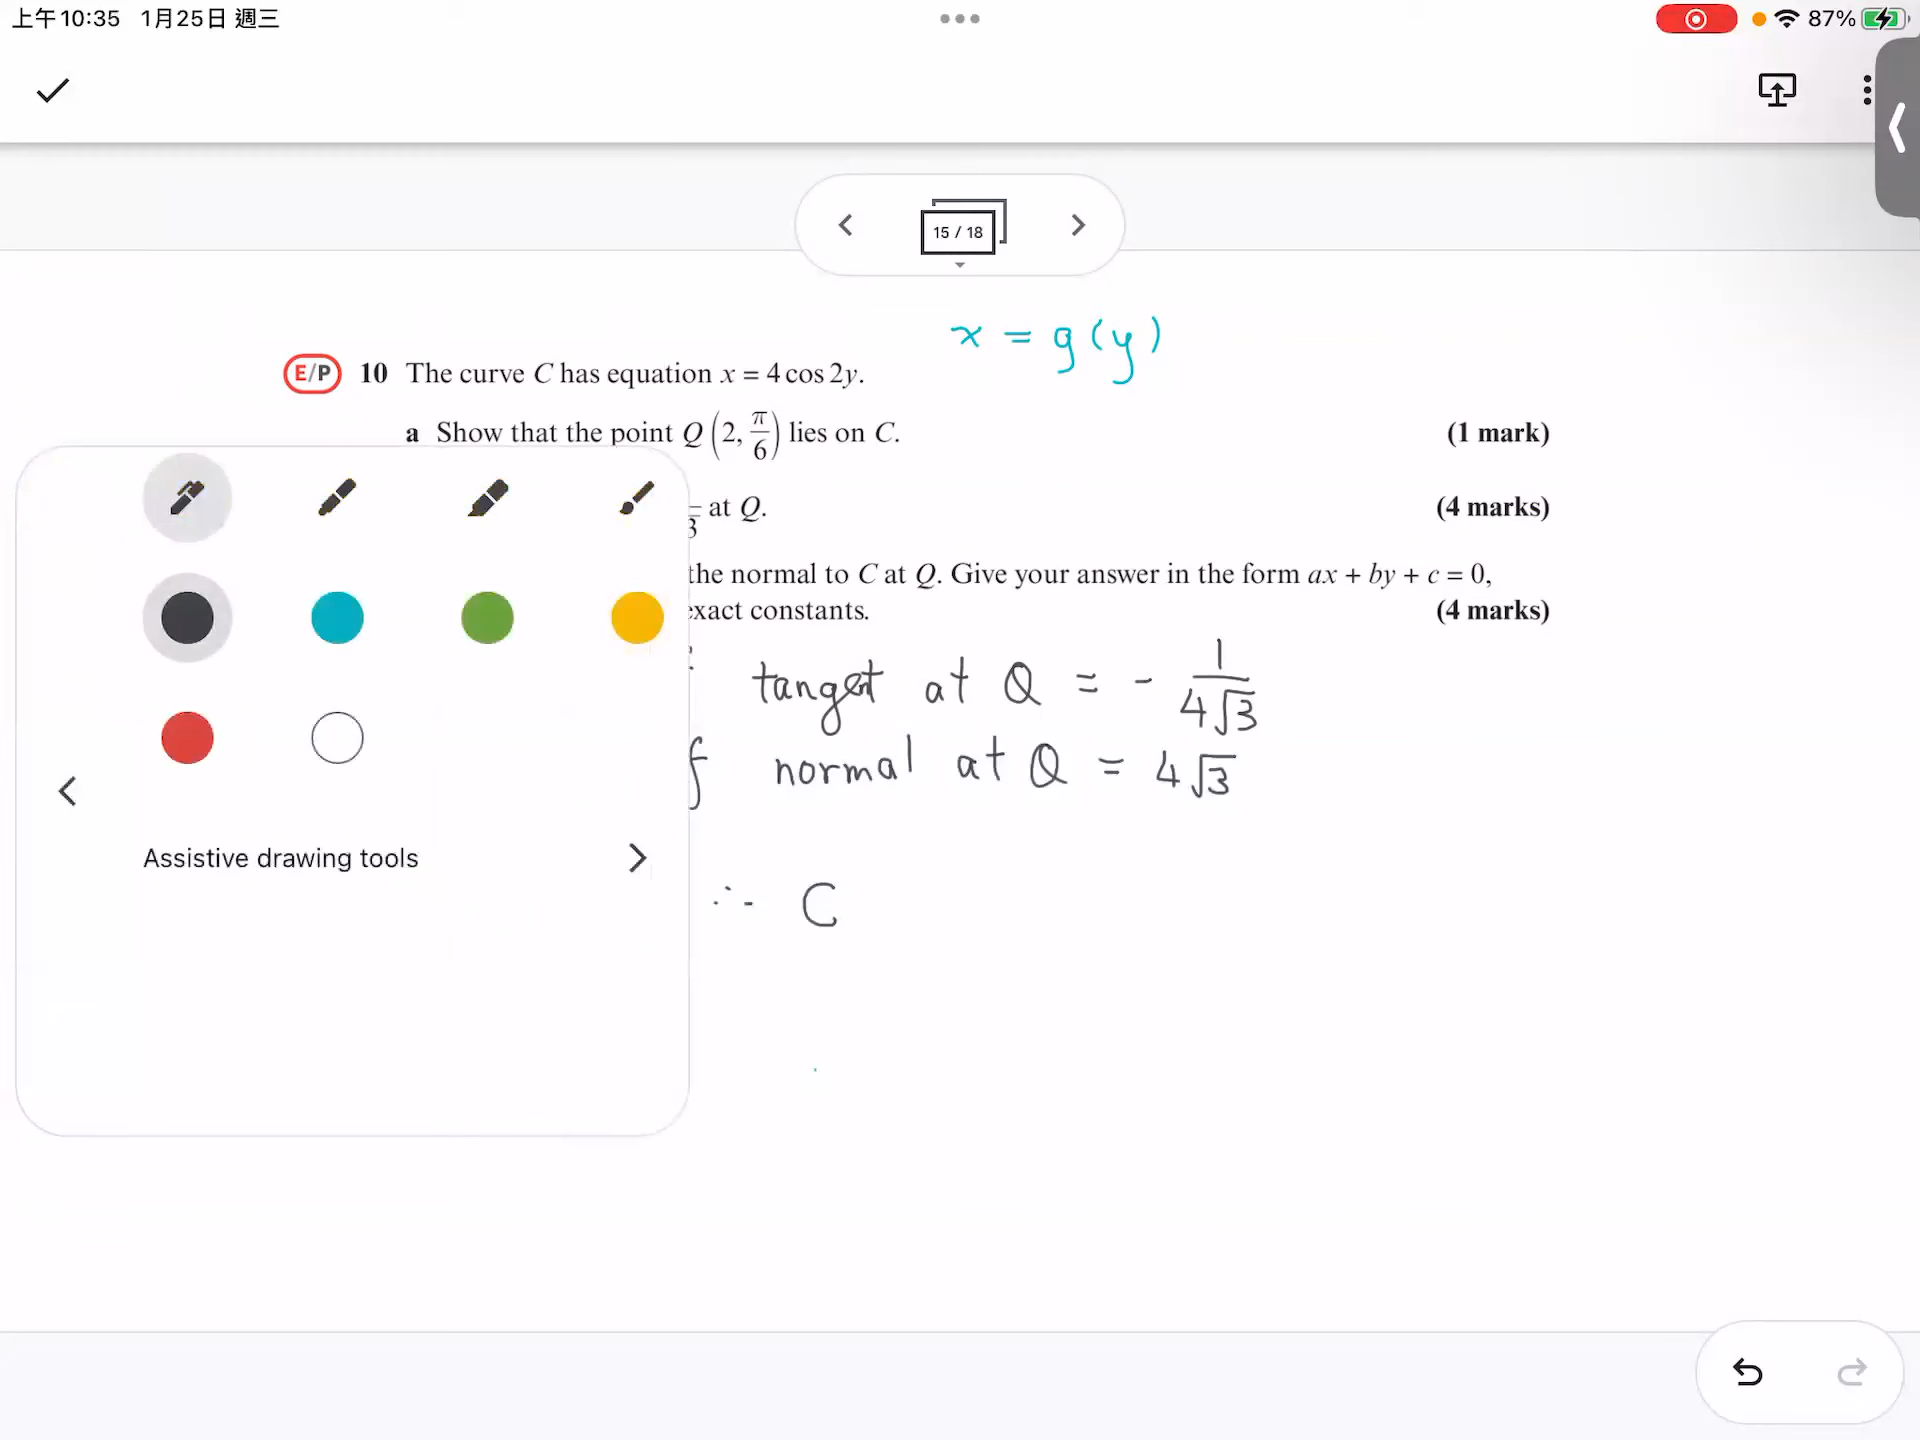 上午10:35 1月25日 週三
87%
15 / 18
x = g(y)
E/P 10 The curve C has equation x = 4 cos 2y.
a Show that the point Q (2, π/6) lies on C. (1 mark)
3 at Q. (4 marks)
the normal to C at Q. Give your answer in the form ax + by + c = 0,
exact constants. (4 marks)
tanget at Q = - 1/4√3
f normal at Q = 4√3
Assistive drawing tools
∴ C